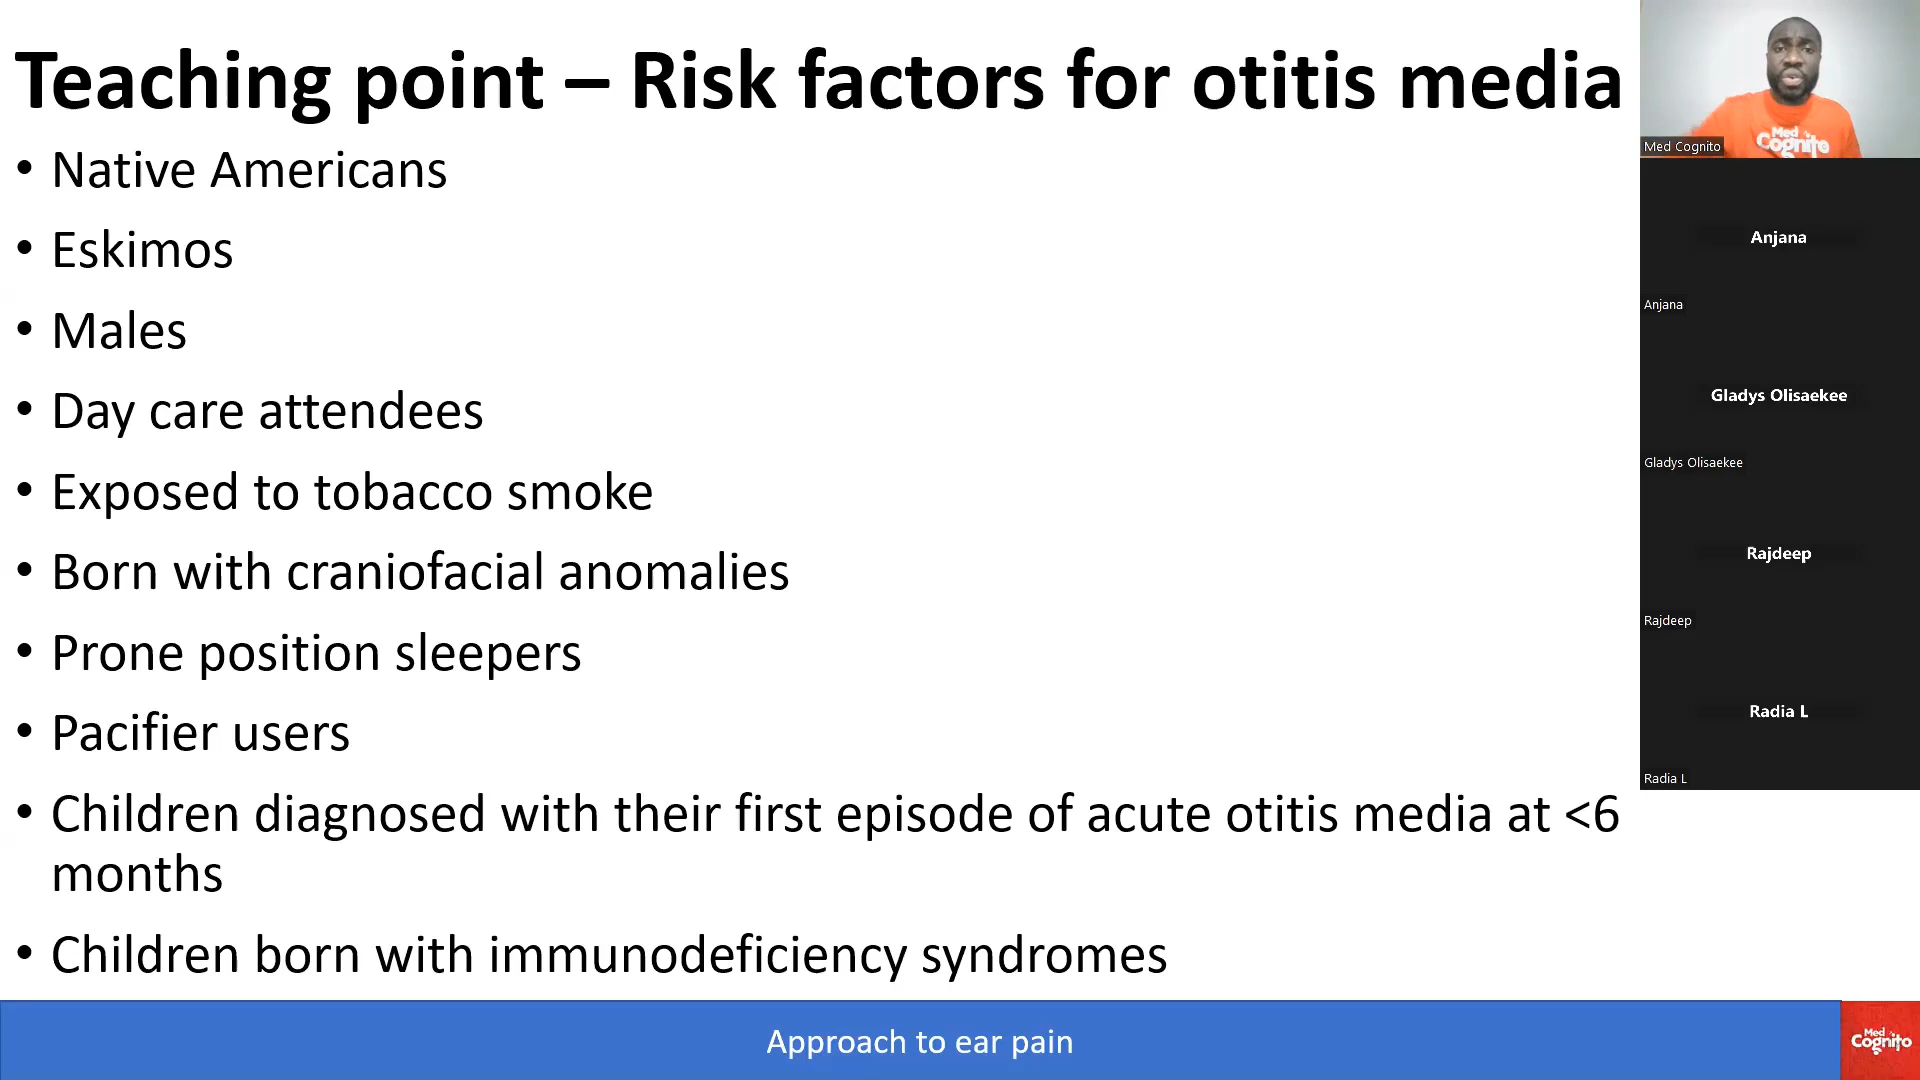 Teaching point – Risk factors for otitis media
• Native Americans
• Eskimos
• Males
• Day care attendees
• Exposed to tobacco smoke
• Born with craniofacial anomalies
• Prone position sleepers
• Pacifier users
• Children diagnosed with their first episode of acute otitis media at <6
months
• Children born with immunodeficiency syndromes
Approach to ear pain
Med
Cognito
Med
Cognito
Med Cognito
Anjana
Anjana
Gladys Olisaekee
Gladys Olisaekee
Rajdeep
Rajdeep
Radia L
Radia L